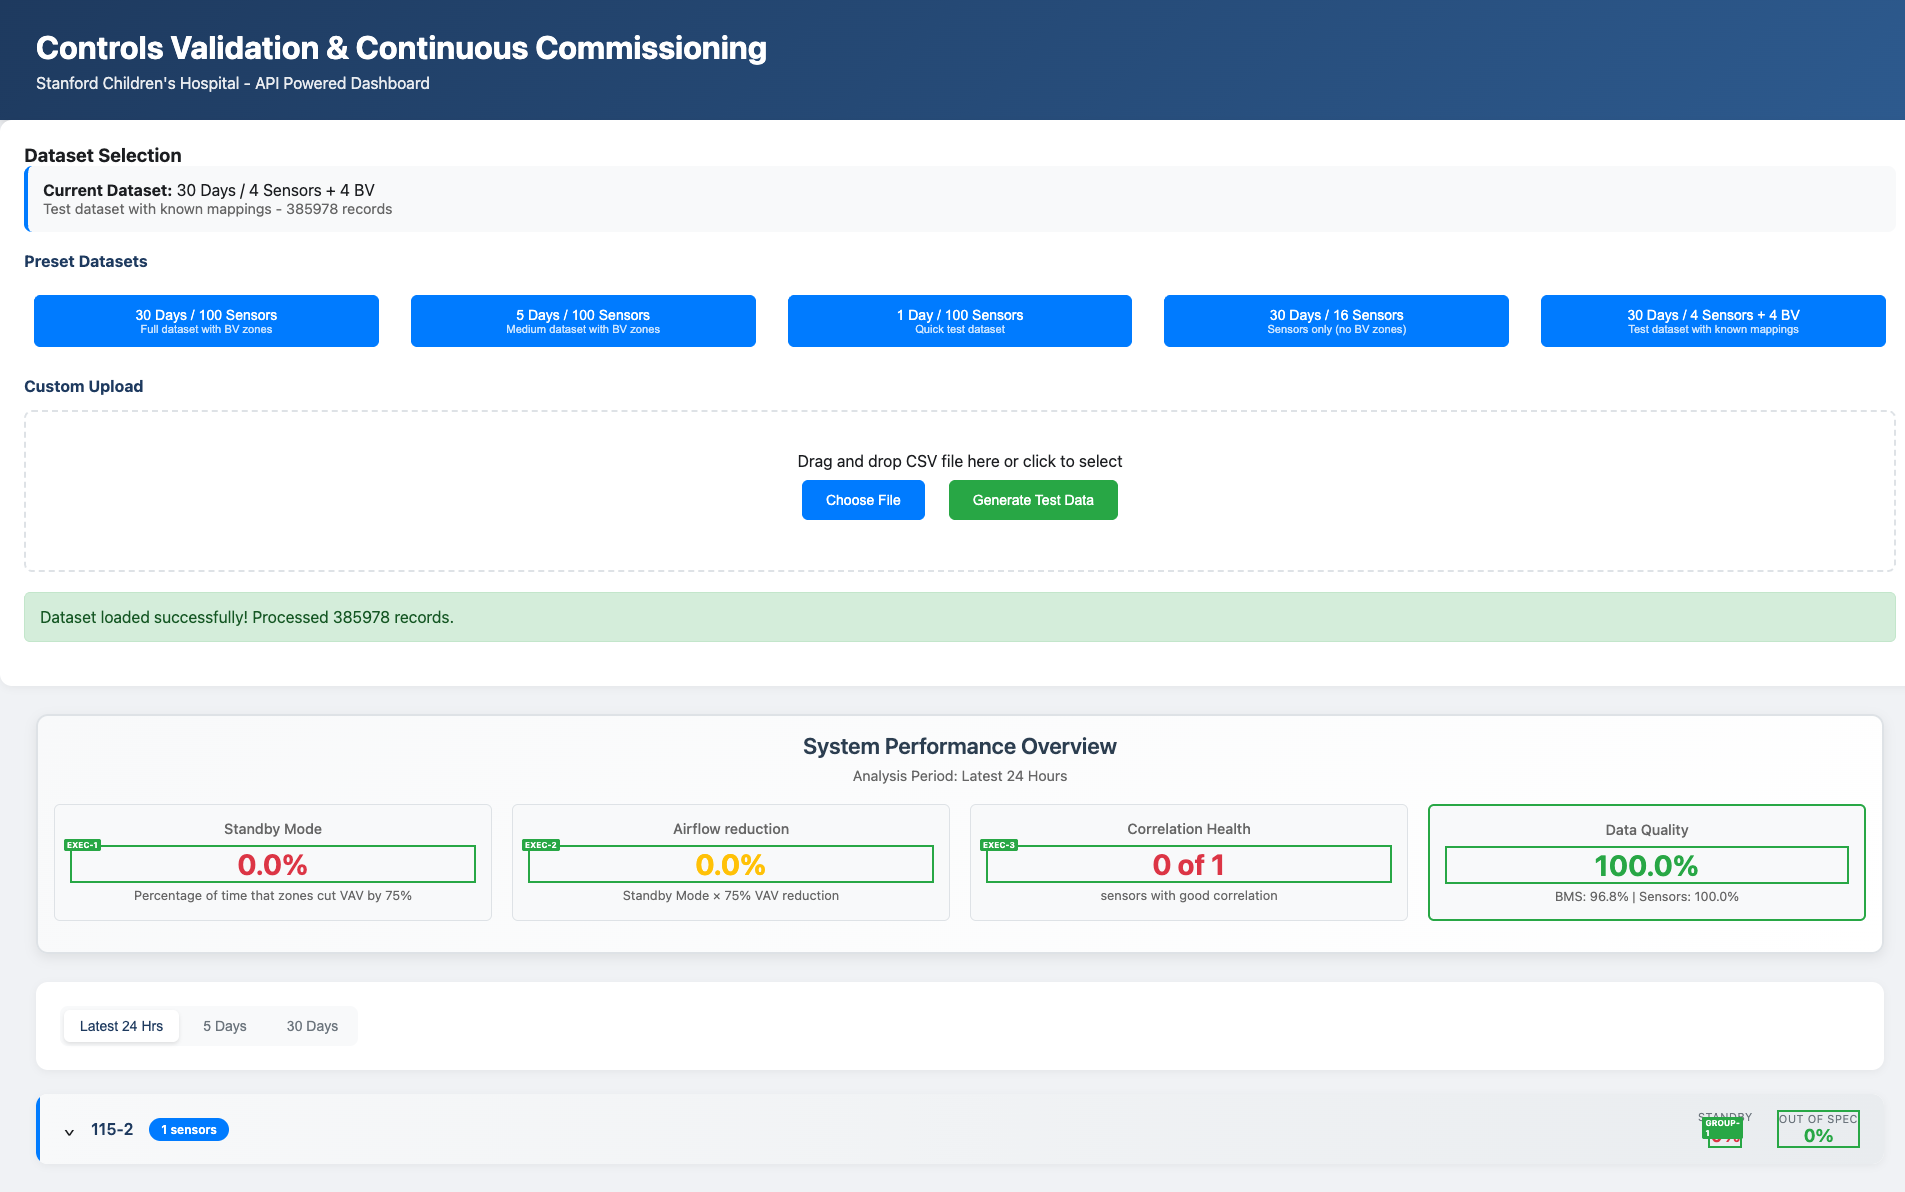 Controls Validation & Continuous Commissioning
Stanford Children's Hospital - API Powered Dashboard
Dataset Selection
Current Dataset: 30 Days / 4 Sensors + 4 BV
Test dataset with known mappings - 385978 records
Preset Datasets
30 Days / 100 Sensors
Full dataset with BV zones
5 Days / 100 Sensors
Medium dataset with BV zones
1 Day / 100 Sensors
Quick test dataset
30 Days / 16 Sensors
Sensors only (no BV zones)
30 Days / 4 Sensors + 4 BV
Test dataset with known mappings
Custom Upload
Drag and drop CSV file here or click to select
Choose File
Generate Test Data
Dataset loaded successfully! Processed 385978 records.
System Performance Overview
Analysis Period: Latest 24 Hours
Standby Mode
EXEC-1
0.0%
Percentage of time that zones cut VAV by 75%
Airflow reduction
EXEC-2
0.0%
Standby Mode × 75% VAV reduction
Correlation Health
EXEC-3
0 of 1
sensors with good correlation
Data Quality
100.0%
BMS: 96.8% | Sensors: 100.0%
Latest 24 Hrs
5 Days
30 Days
115-2
1 sensors
STANDBY
GROUP-
1
OUT OF SPEC
0%